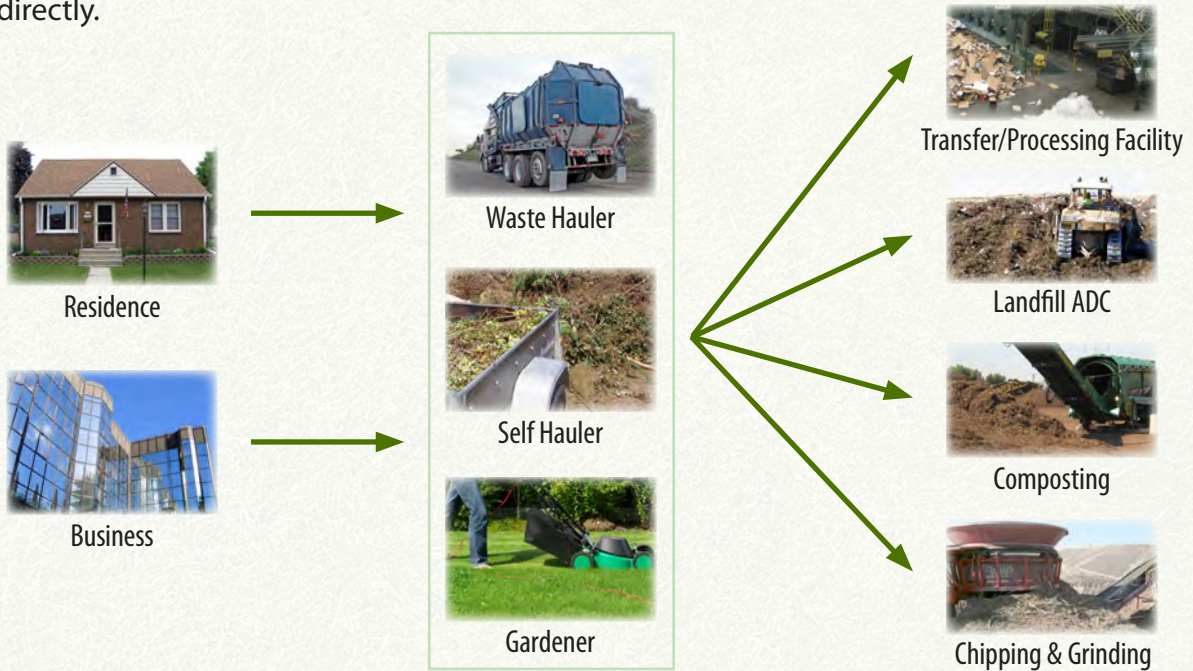 directly.
Residence
Business
Waste Hauler
Self Hauler
Gardener
Transfer/Processing Facility
Landfill ADC
Composting
Chipping & Grinding